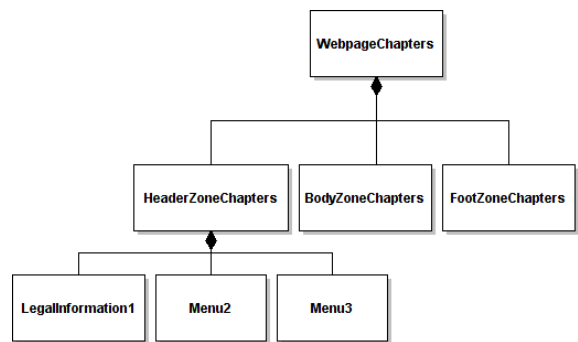 WebpageChapters
HeaderZoneChapters
BodyZoneChapters
FootZoneChapters
LegalInformation1
Menu2
Menu3